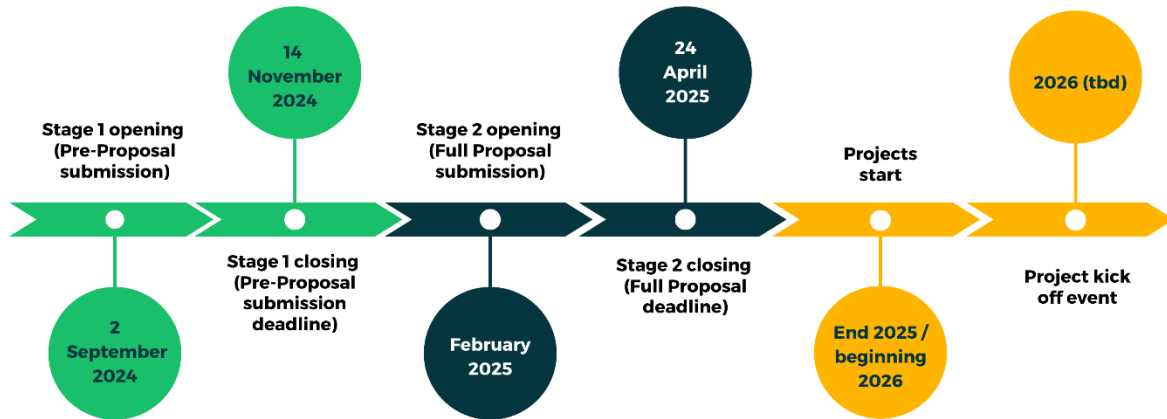 14
November
2024
24
April
2025
2026 (tbd)
Stage 1 opening
(Pre-Proposal
submission)
Stage 2 opening
(Full Proposal
submission)
Projects
start
Stage 1 closing
(Pre-Proposal
submission
deadline)
Stage 2 closing
(Full Proposal
deadline)
Project kick
off event
2
September
2024
February
2025
End 2025 /
beginning
2026